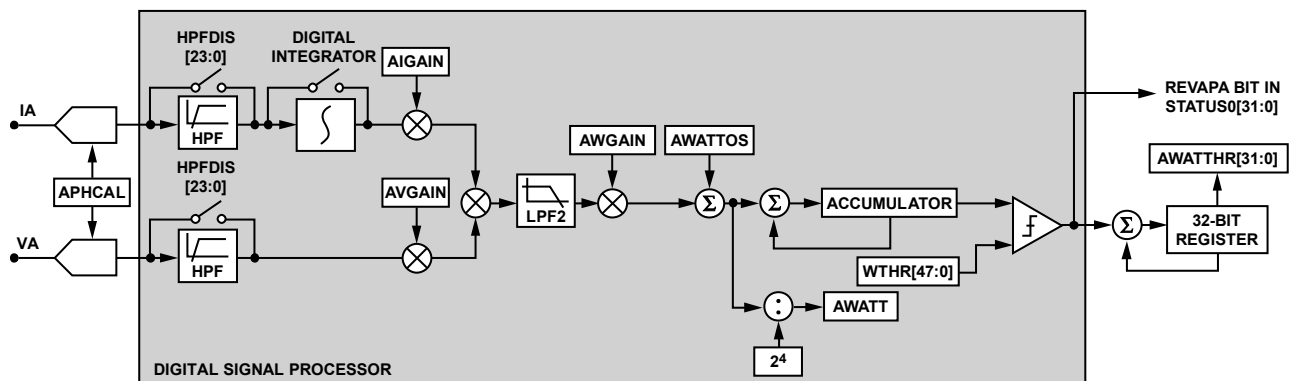 HPFDIS
[23:0]
DIGITAL
INTEGRATOR
AIGAIN
IA
HPF
REVAPA BIT IN
STATUS0[31:0]
HPFDIS
[23:0]
APHCAL
AVGAIN
LPF2
AWGAIN
AWATTOS
Σ
Σ
ACCUMULATOR
AWATTHR[31:0]
Σ
32-BIT
REGISTER
VA
HPF
WTHR[47:0]
:
AWATT
2⁴
DIGITAL SIGNAL PROCESSOR